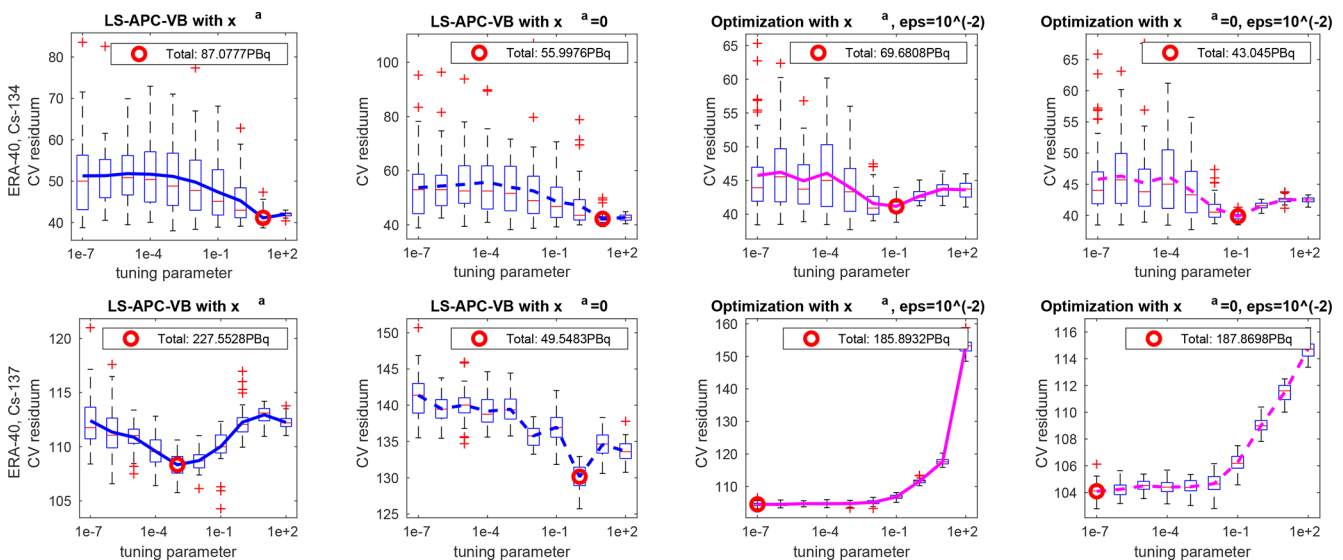 LS-APC-VB with x a
Total: 87.0777PBq
ERA-40, Cs-134
CV residuum
80
70
60
50
40
1e-7 1e-4 1e-1 1e+2
tuning parameter
LS-APC-VB with x a=0
Total: 55.9976PBq
CV residuum
100
80
60
40
1e-7 1e-4 1e-1 1e+2
tuning parameter
Optimization with x a, eps=10^(-2)
Total: 69.6808PBq
CV residuum
65
60
55
50
45
40
1e-7 1e-4 1e-1 1e+2
tuning parameter
Optimization with x a=0, eps=10^(-2)
Total: 43.045PBq
CV residuum
65
60
55
50
45
40
1e-7 1e-4 1e-1 1e+2
tuning parameter
LS-APC-VB with x a
Total: 227.5528PBq
ERA-40, Cs-137
CV residuum
120
115
110
105
1e-7 1e-4 1e-1 1e+2
tuning parameter
LS-APC-VB with x a=0
Total: 49.5483PBq
CV residuum
150
145
140
135
130
125
1e-7 1e-4 1e-1 1e+2
tuning parameter
Optimization with x a, eps=10^(-2)
Total: 185.8932PBq
CV residuum
160
150
140
130
120
110
1e-7 1e-4 1e-1 1e+2
tuning parameter
Optimization with x a=0, eps=10^(-2)
Total: 187.8698PBq
CV residuum
116
114
112
110
108
106
104
1e-7 1e-4 1e-1 1e+2
tuning parameter